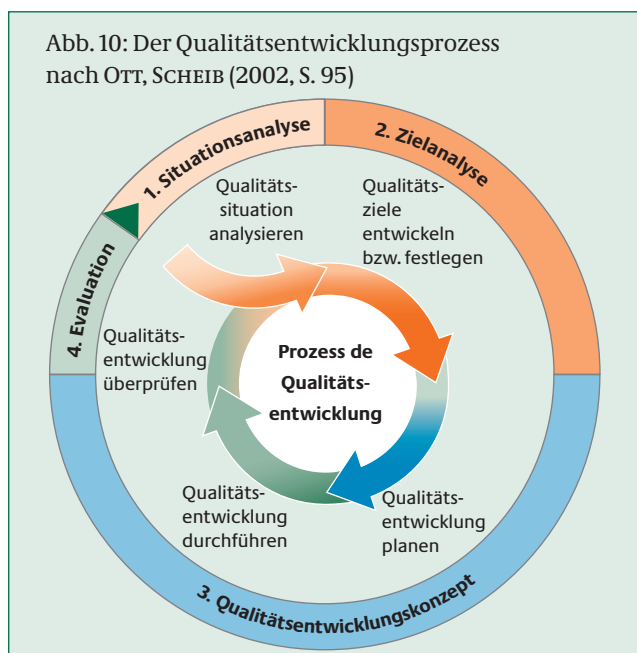 Abb. 10: Der Qualitätsentwicklungsprozess
nach OTT, SCHEIB (2002, S. 95)
1. Situationsanalyse
2. Zielanalyse
Qualitäts-
situation
analysieren
Qualitäts-
ziele
entwickeln
bzw. festlegen
4. Evaluation
Qualitäts-
entwicklung
überprüfen
Prozess de
Qualitäts-
entwicklung
Qualitäts-
entwicklung
durchführen
Qualitäts-
entwicklung
planen
3. Qualitätsentwicklungskonzept